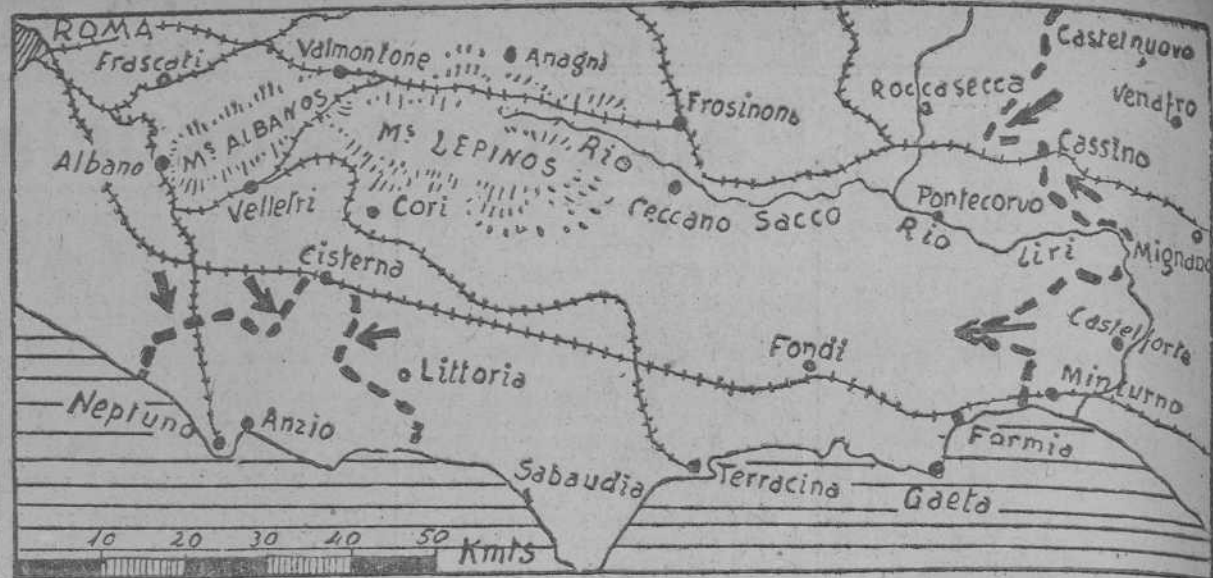 ROMA
Frascati
Valmontone
Anagni
Castelnuovo
Roccasecca
Venafro
Frosinona
Cassino
Mˢ ALBANOS
Mˢ LEPINOS
RIO
Albano
Velletri
Cori
Ceccano
SACCO
Pontecorvo
RIO
Liri
Mignano
Cisterna
Castelforte
Fondi
Littoria
Minturno
Neptuno
Anzio
Formia
Sabaudia
Terracina
Gaeta
10 20 30 40 50
Kmts